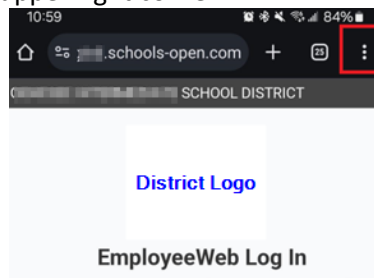 10:59 84%
.schools-open.com + 25
SCHOOL DISTRICT
District Logo
EmployeeWeb Log In